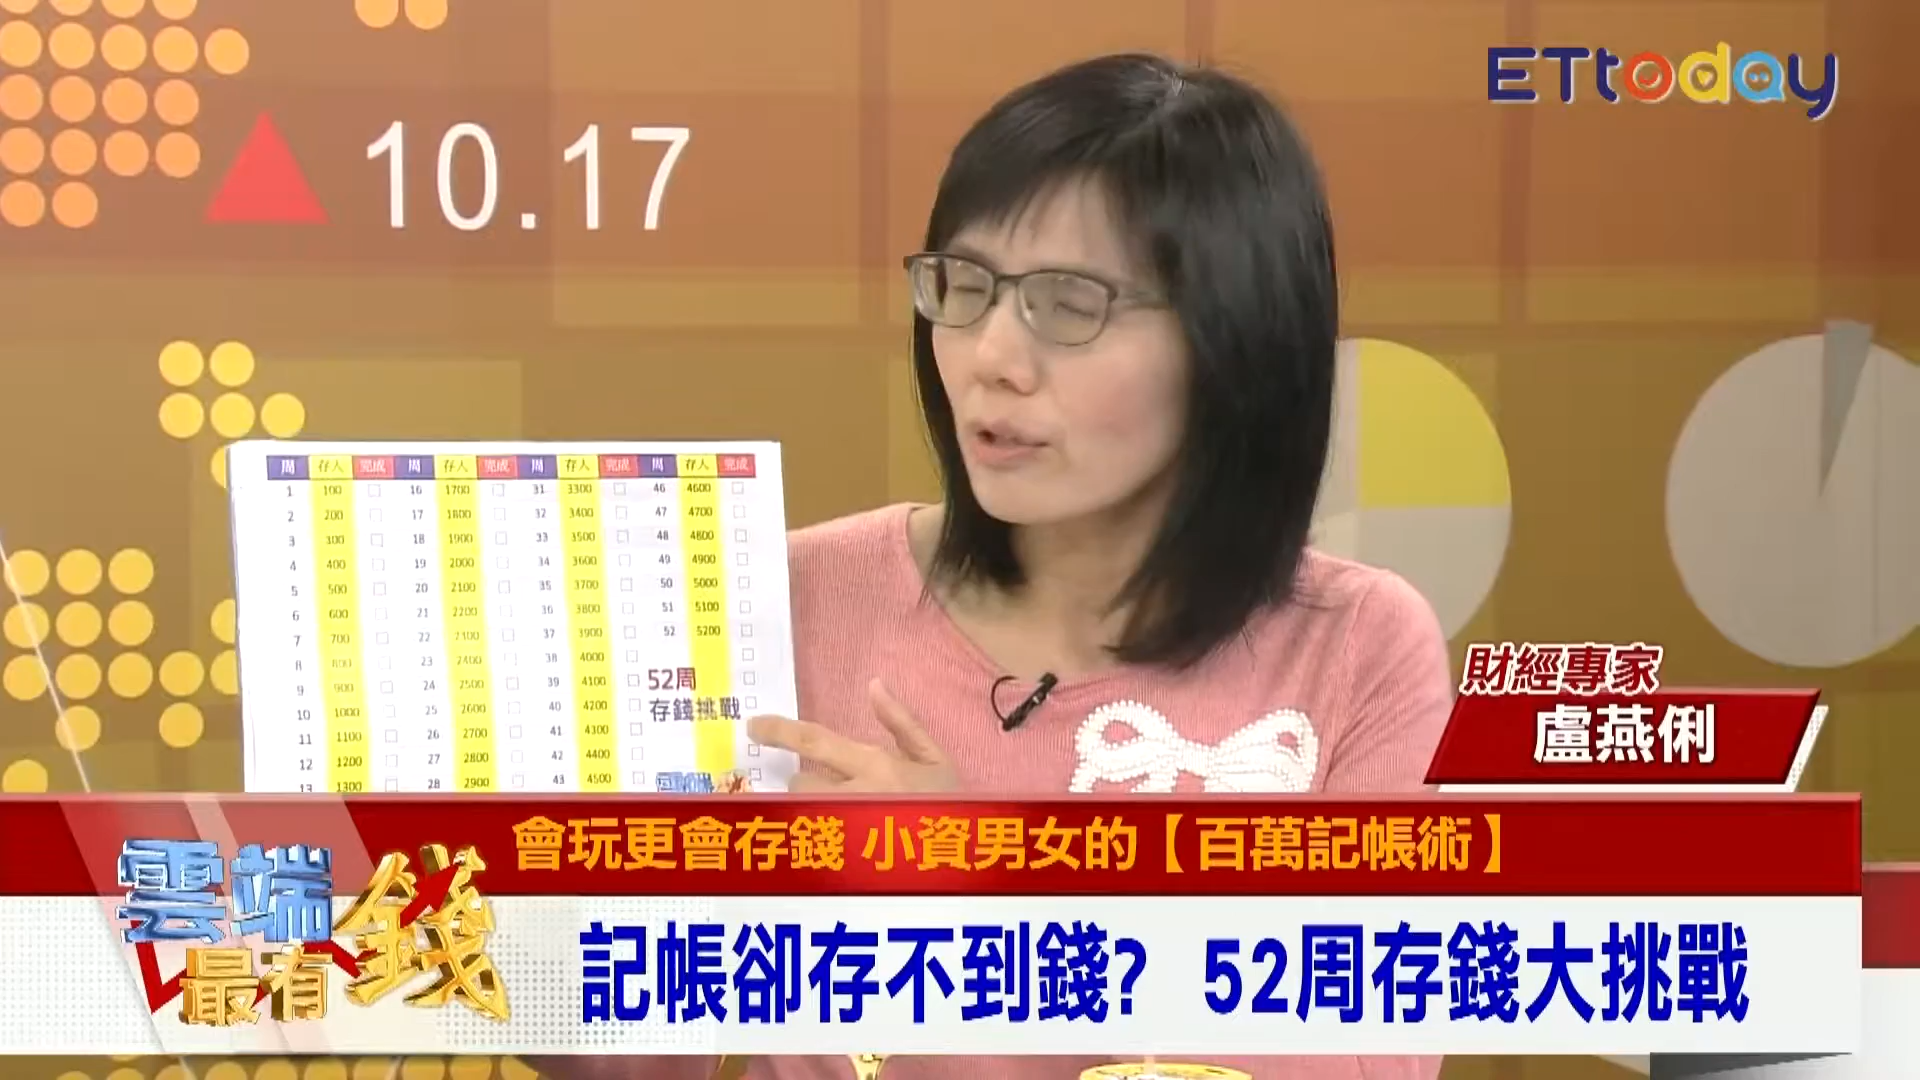 ETtoday
10.17
周 存入 完成 周 存入 完成 周 存入 完成 周 存入 完成
1 100 16 1700 31 3300 46 4600
2 200 17 1800 32 3400 47 4700
3 300 18 1900 33 3500 48 4800
4 400 19 2000 34 3600 49 4900
5 500 20 2100 35 3700 50 5000
6 600 21 2200 36 3800 51 5100
7 700 22 2300 37 3900 52 5200
8 800 23 2400 38 4000
9 900 24 2500 39 4100
10 1000 25 2600 40 4200
11 1100 26 2700 41 4300
12 1200 27 2800 42 4400
13 1300 28 2900 43 4500
52周
存錢挑戰
財經專家
盧燕俐
會玩更會存錢 小資男女的【百萬記帳術】
雲端
最有錢
記帳卻存不到錢? 52周存錢大挑戰